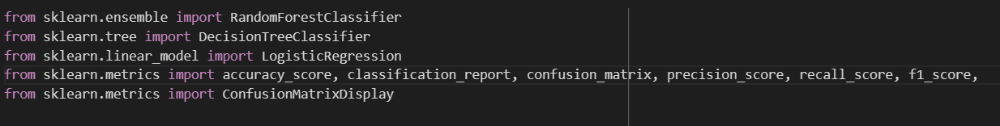 from sklearn.ensemble import RandomForestClassifier
from sklearn.tree import DecisionTreeClassifier
from sklearn.linear_model import LogisticRegression
from sklearn.metrics import accuracy_score, classification_report, confusion_matrix, precision_score, recall_score, f1_score,
from sklearn.metrics import ConfusionMatrixDisplay